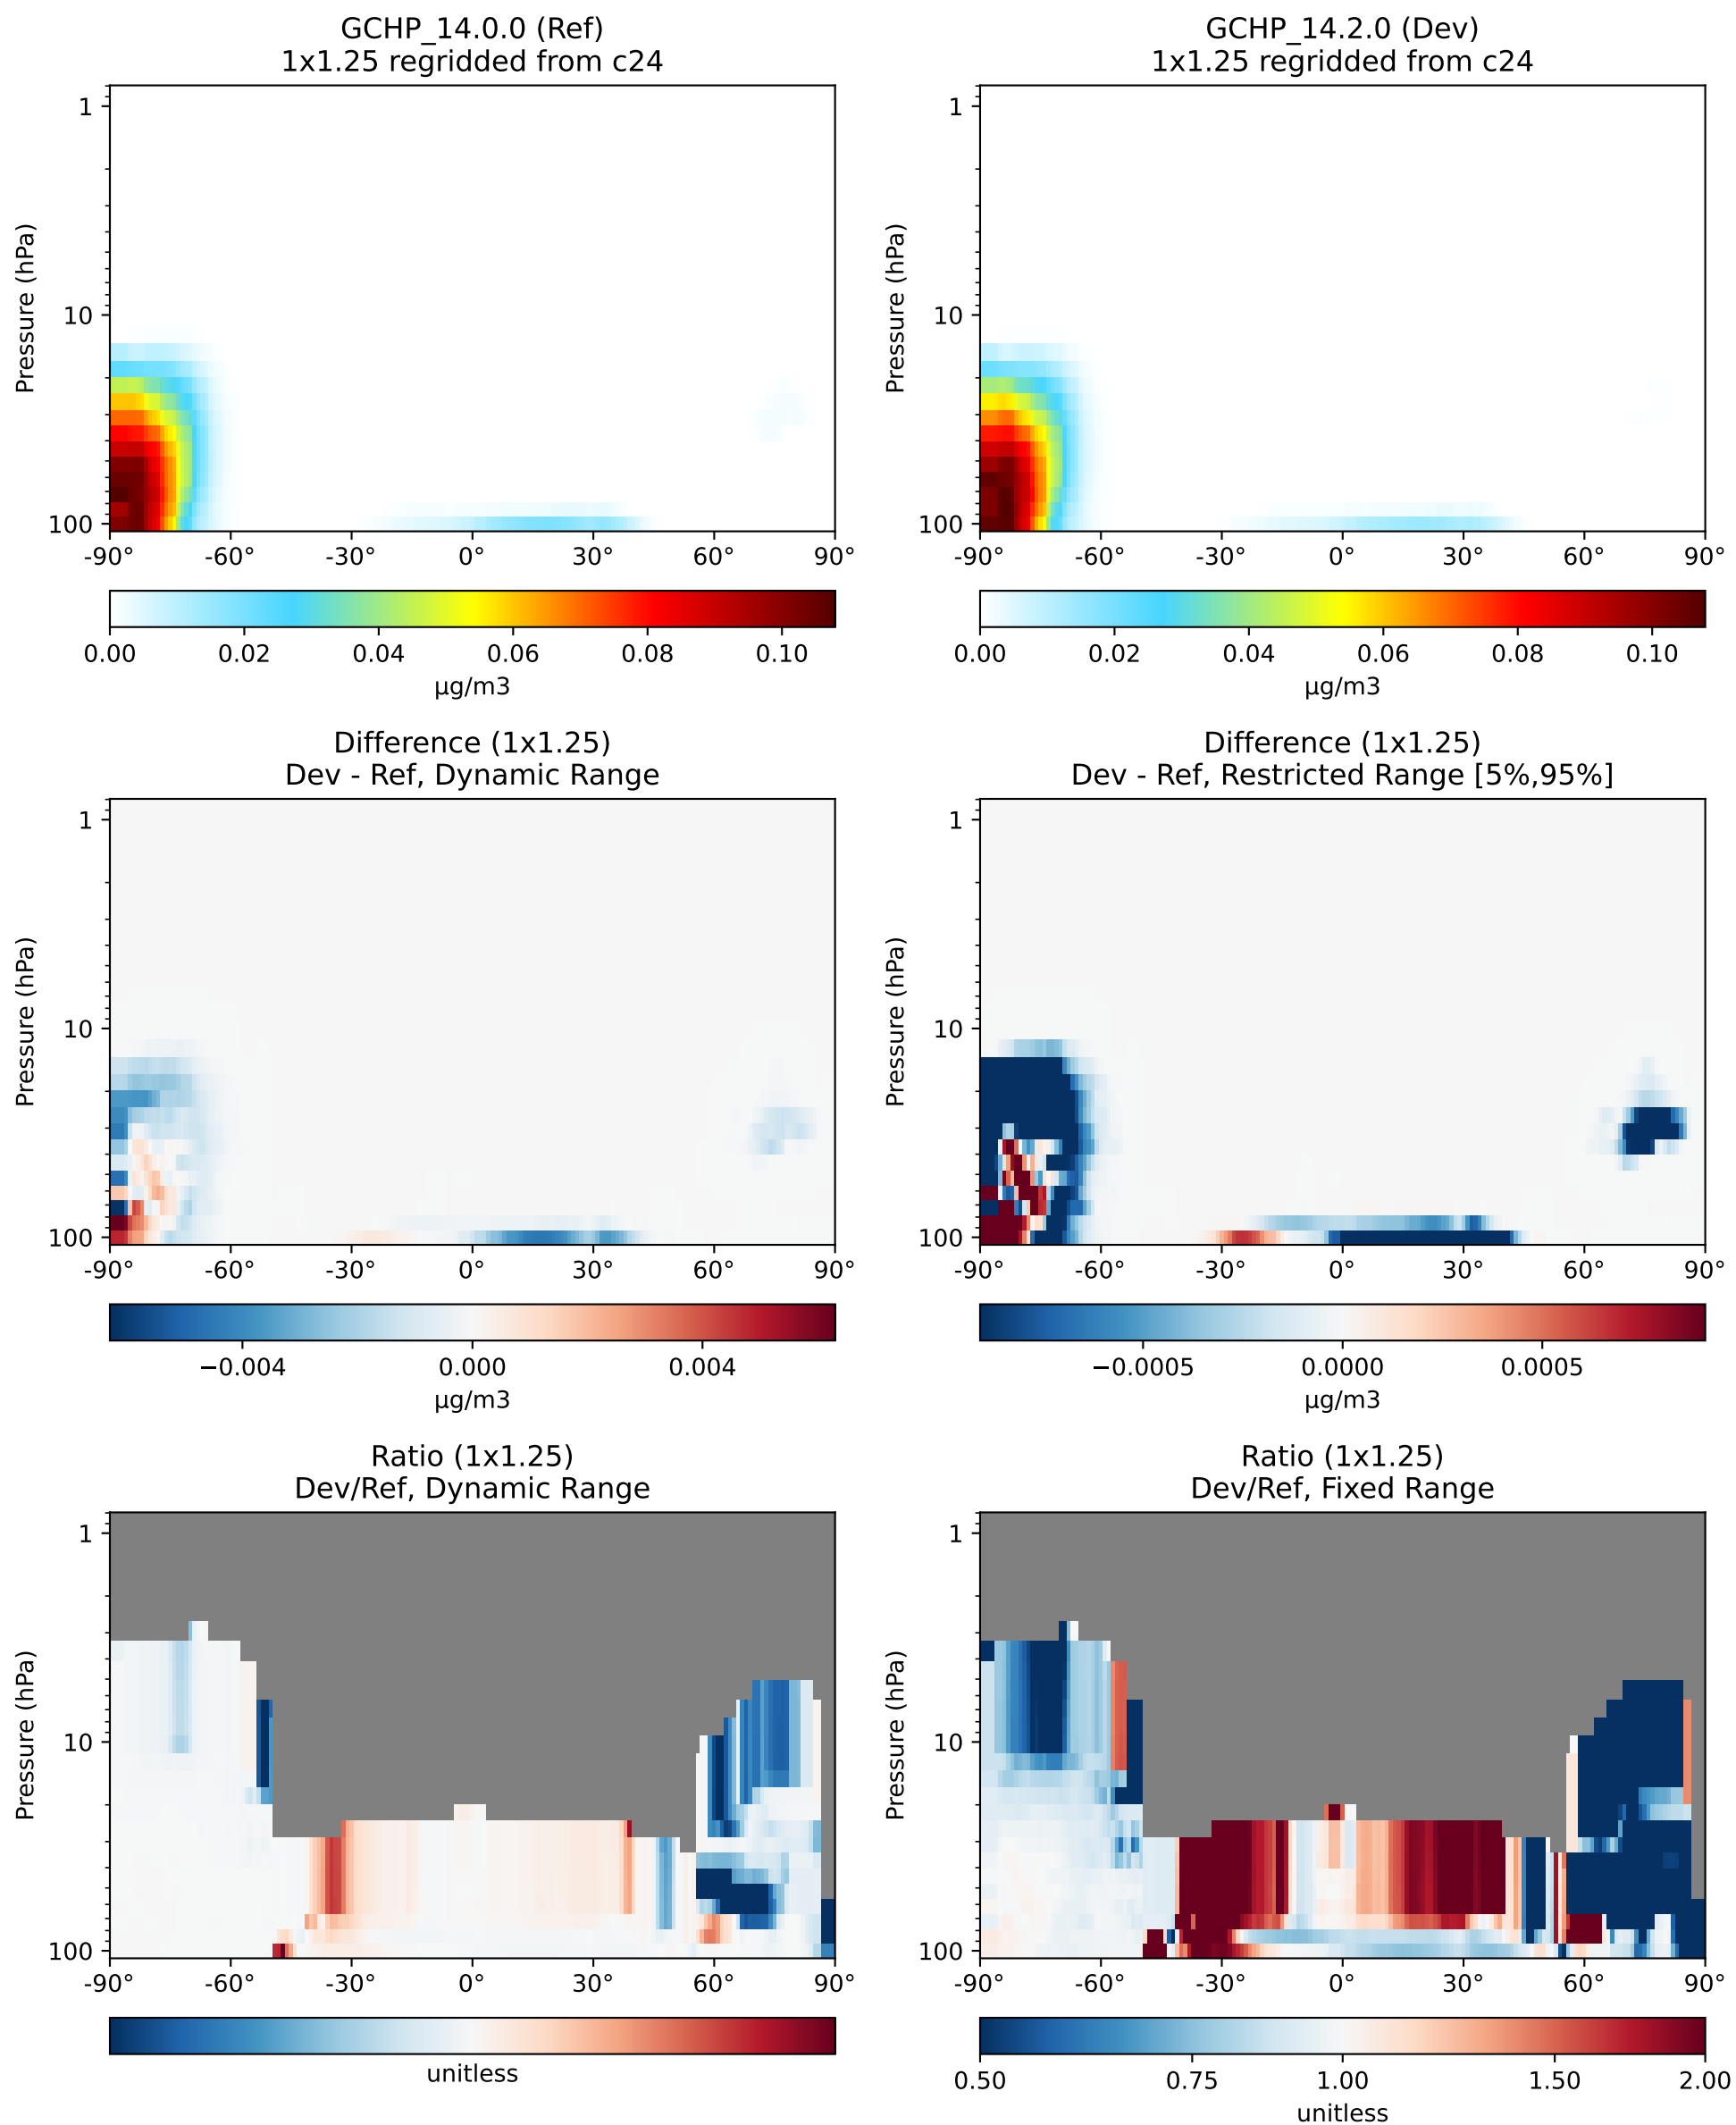 GCHP_14.0.0 (Ref)
1x1.25 regridded from c24
Pressure (hPa)
1
10
100
-90° -60° -30° 0° 30° 60° 90°
0.00 0.02 0.04 0.06 0.08 0.10
µg/m3
GCHP_14.2.0 (Dev)
1x1.25 regridded from c24
Pressure (hPa)
1
10
100
-90° -60° -30° 0° 30° 60° 90°
0.00 0.02 0.04 0.06 0.08 0.10
µg/m3
Difference (1x1.25)
Dev - Ref, Dynamic Range
Pressure (hPa)
1
10
100
-90° -60° -30° 0° 30° 60° 90°
−0.004 0.000 0.004
µg/m3
Difference (1x1.25)
Dev - Ref, Restricted Range [5%,95%]
Pressure (hPa)
1
10
100
-90° -60° -30° 0° 30° 60° 90°
−0.0005 0.0000 0.0005
µg/m3
Ratio (1x1.25)
Dev/Ref, Dynamic Range
Pressure (hPa)
1
10
100
-90° -60° -30° 0° 30° 60° 90°
unitless
Ratio (1x1.25)
Dev/Ref, Fixed Range
Pressure (hPa)
1
10
100
-90° -60° -30° 0° 30° 60° 90°
0.50 0.75 1.00 1.50 2.00
unitless